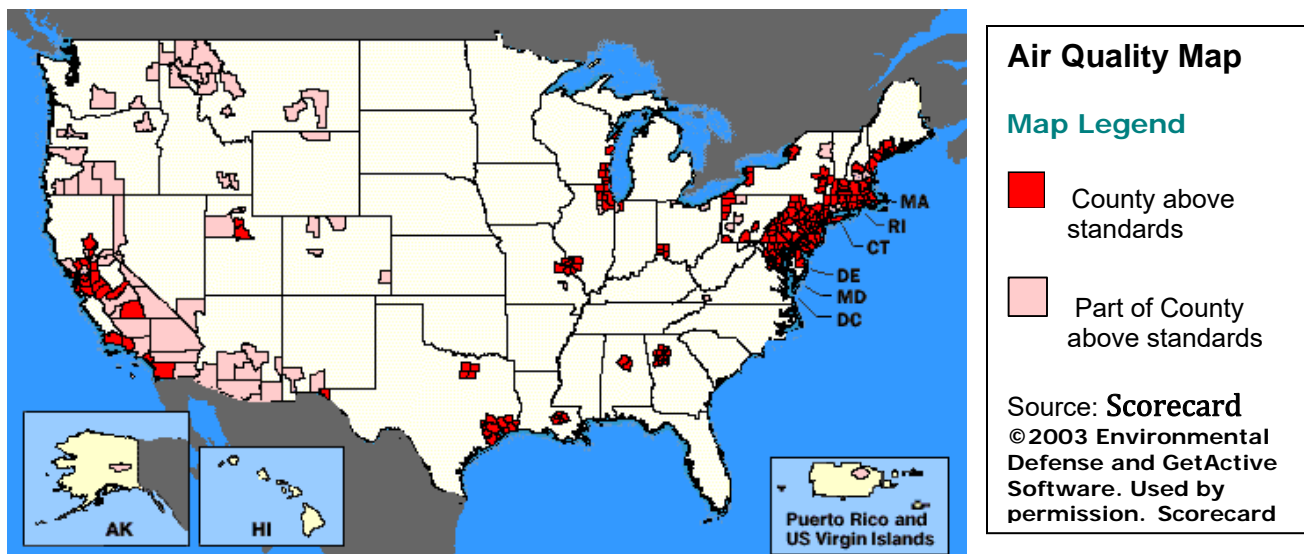 MA
RI
CT
DE
MD
DC
AK
HI
Puerto Rico and
US Virgin Islands
Air Quality Map
Map Legend
County above
standards
Part of County
above standards
Source: Scorecard
©2003 Environmental
Defense and GetActive
Software. Used by
permission. Scorecard